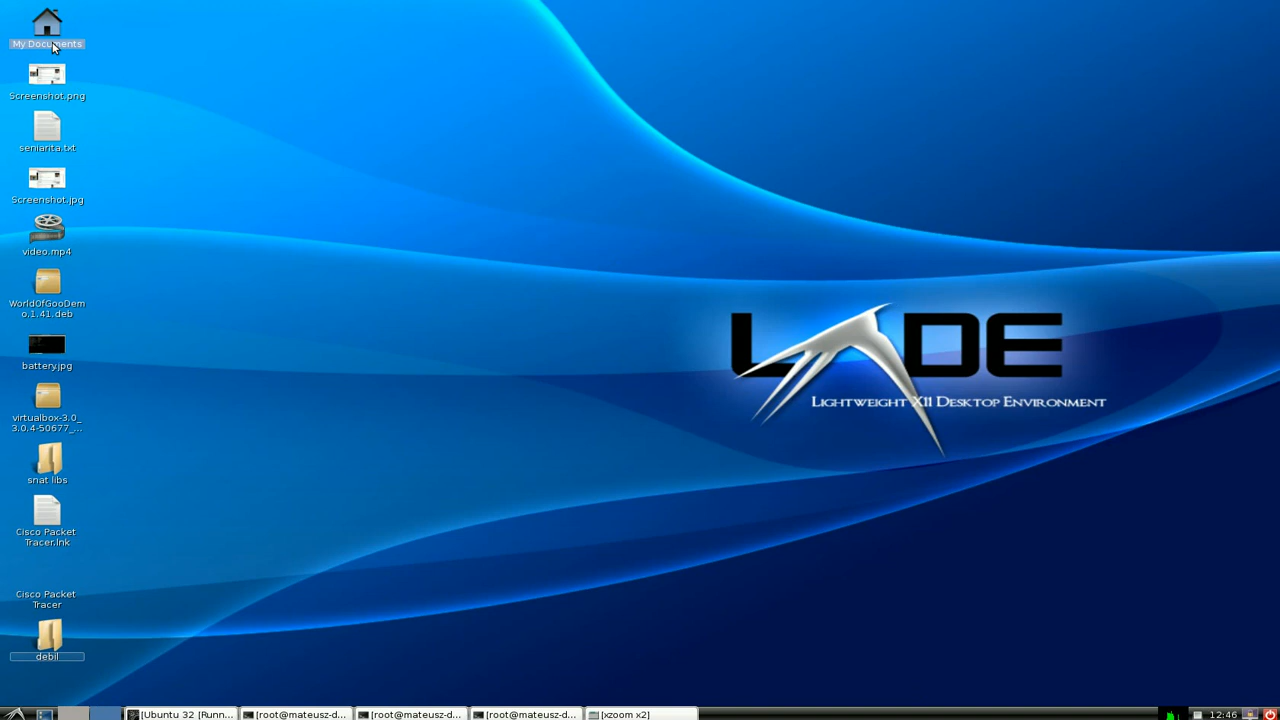 My Documents
Screenshot.png
seniarita.txt
Screenshot.jpg
video.mp4
WorldOfGooDem
o.1.41.deb
battery.jpg
virtualbox-3.0_
3.0.4-50677_...
snat libs
Cisco Packet
Tracer.lnk
Cisco Packet
Tracer
debil
LXDE
Lightweight X11 Desktop Environment
[Ubuntu 32 [Runn...
[root@mateusz-d...
[root@mateusz-d...
[root@mateusz-d...
[xzoom x2]
12:46